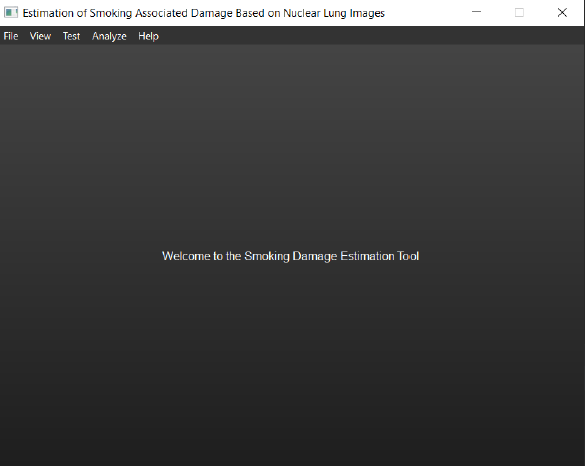 Estimation of Smoking Associated Damage Based on Nuclear Lung Images
File View Test Analyze Help
Welcome to the Smoking Damage Estimation Tool